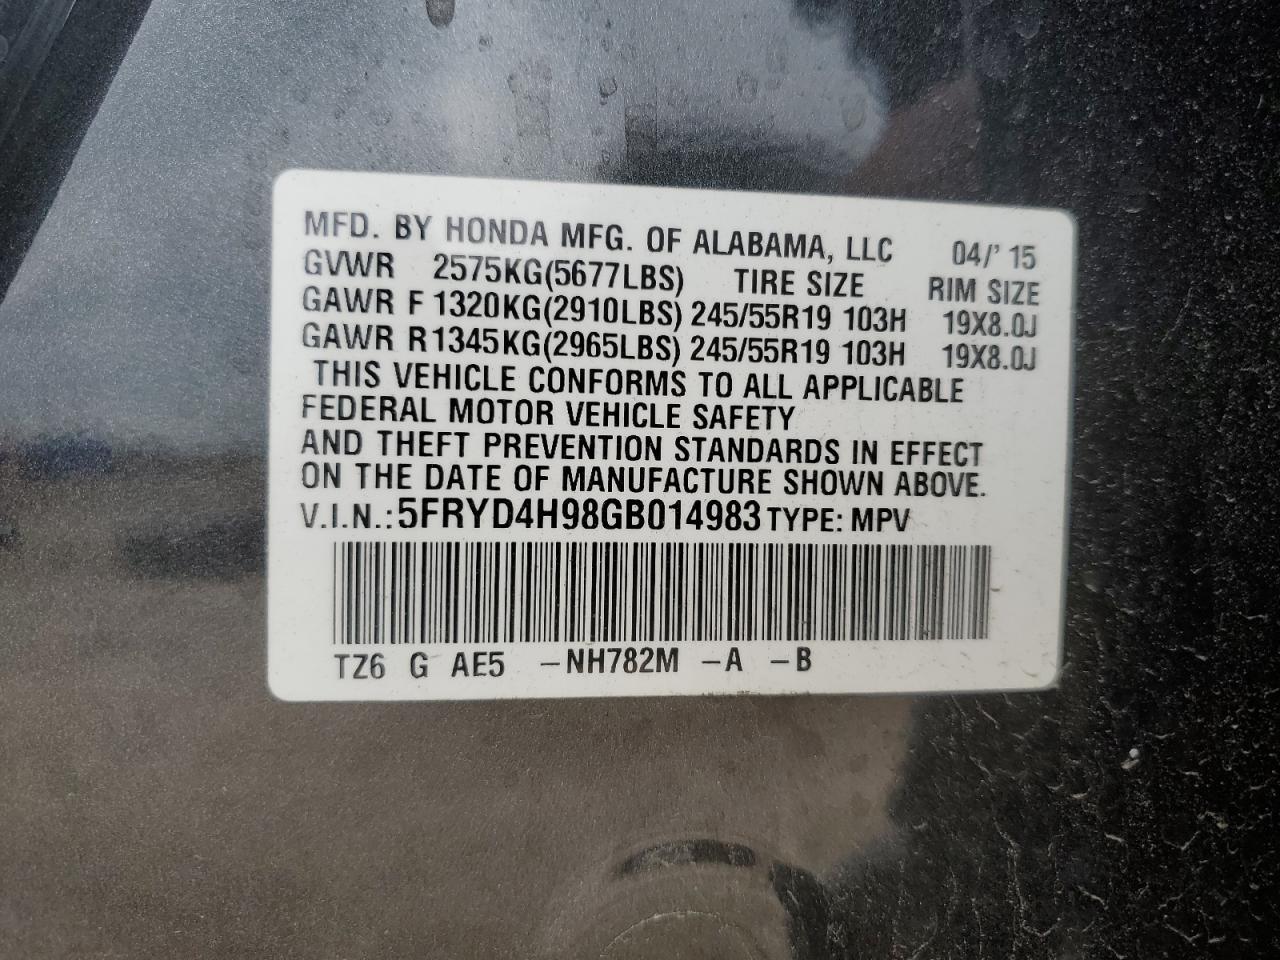 MFD. BY HONDA MFG. OF ALABAMA, LLC 04/' 15
GVWR 2575KG(5677LBS) TIRE SIZE RIM SIZE
GAWR F 1320KG(2910LBS) 245/55R19 103H 19X8.0J
GAWR R1345KG(2965LBS) 245/55R19 103H 19X8.0J
THIS VEHICLE CONFORMS TO ALL APPLICABLE
FEDERAL MOTOR VEHICLE SAFETY
AND THEFT PREVENTION STANDARDS IN EFFECT
ON THE DATE OF MANUFACTURE SHOWN ABOVE.
V.I.N.: 5FRYD4H98GB014983 TYPE: MPV
TZ6 G AE5 -NH782M -A -B